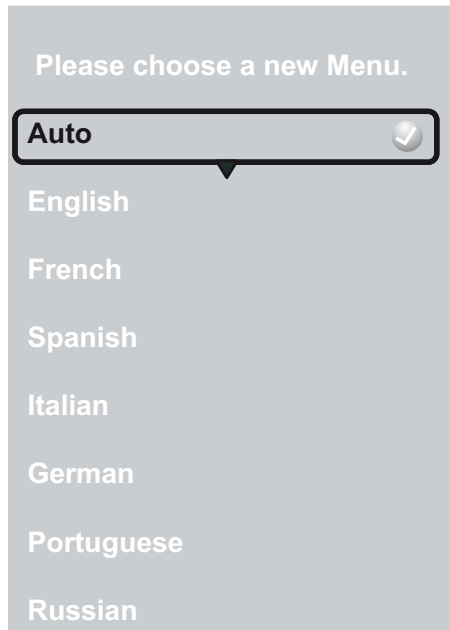 Please choose a new Menu.
Auto
English
French
Spanish
Italian
German
Portuguese
Russian